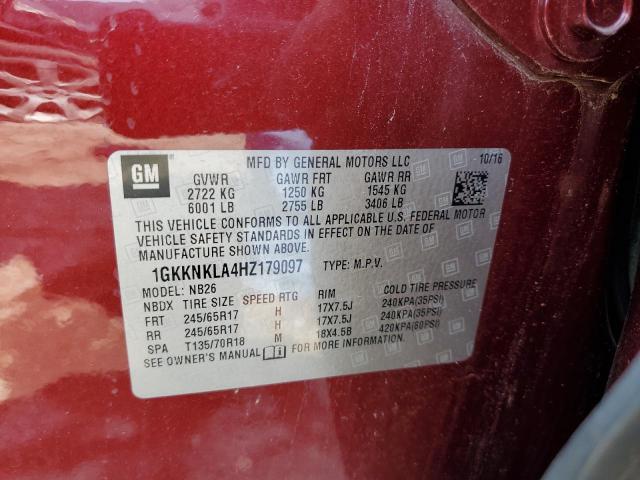 GM
MFD BY GENERAL MOTORS LLC 10/16
GVWR GAWR FRT GAWR RR
2722 KG 1250 KG 1545 KG
6001 LB 2755 LB 3406 LB
THIS VEHICLE CONFORMS TO ALL APPLICABLE U.S. FEDERAL MOTOR
VEHICLE SAFETY STANDARDS IN EFFECT ON THE DATE OF
MANUFACTURE SHOWN ABOVE.
1GKKNKLA4HZ179097 TYPE: M.P.V.
MODEL: NB26
NBDX TIRE SIZE SPEED RTG RIM COLD TIRE PRESSURE
FRT 245/65R17 H 17X7.5J 240KPA(35PSI)
RR 245/65R17 H 17X7.5J 240KPA(35PSI)
SPA T135/70R18 M 18X4.5B 420KPA(60PSI)
SEE OWNER'S MANUAL